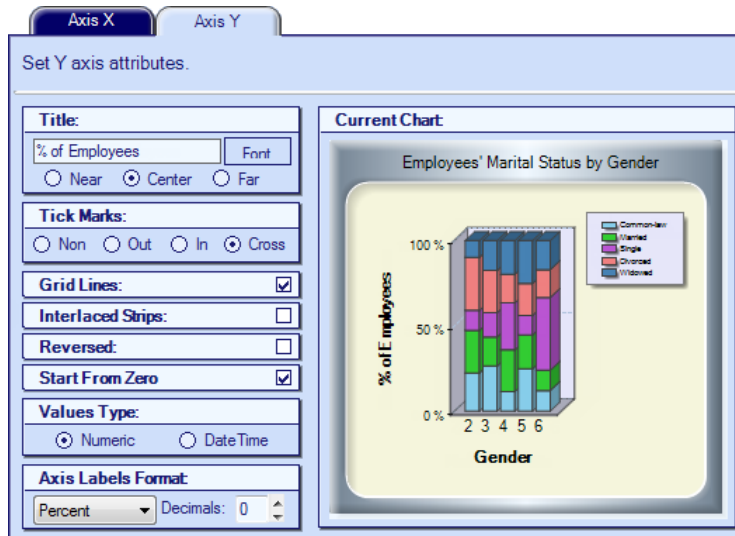 Axis X
Axis Y
Set Y axis attributes.
Title:
% of Employees
Font
Near
Center
Far
Tick Marks:
Non
Out
In
Cross
Grid Lines:
Interlaced Strips:
Reversed:
Start From Zero
Values Type:
Numeric
Date Time
Axis Labels Format:
Percent
Decimals:
0
Current Chart:
Employees' Marital Status by Gender
Common-law
Married
Single
Divorced
Widowed
% of Employees
100 %
50 %
0 %
2 3 4 5 6
Gender